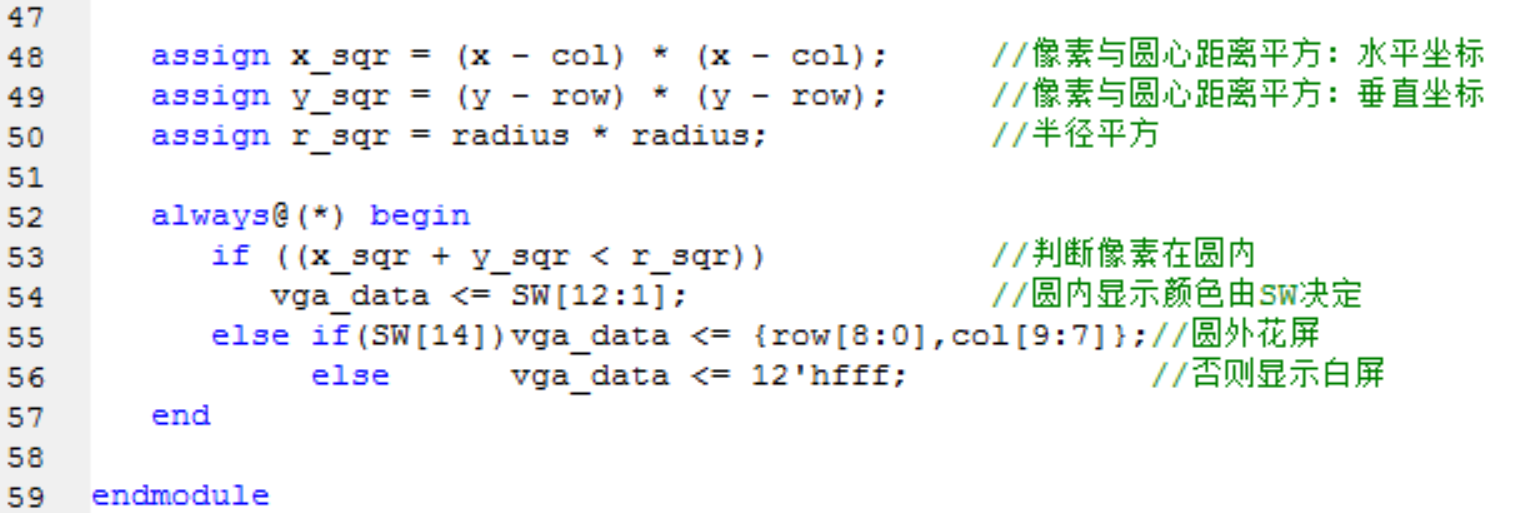 47
48 assign x_sqr = (x - col) * (x - col); //像素与圆心距离平方：水平坐标
49 assign y_sqr = (y - row) * (y - row); //像素与圆心距离平方：垂直坐标
50 assign r_sqr = radius * radius; //半径平方
51
52 always@(*) begin
53 if ((x_sqr + y_sqr < r_sqr)) //判断像素在圆内
54 vga_data <= SW[12:1]; //圆内显示颜色由SW决定
55 else if(SW[14])vga_data <= {row[8:0],col[9:7]};//圆外花屏
56 else vga_data <= 12'hfff; //否则显示白屏
57 end
58
59 endmodule